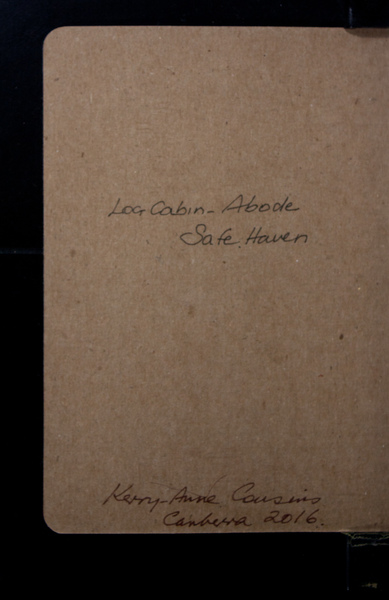 Log Cabin - Abode
Safe Haven
Kerry-Anne Cousins
Canberra 2016.